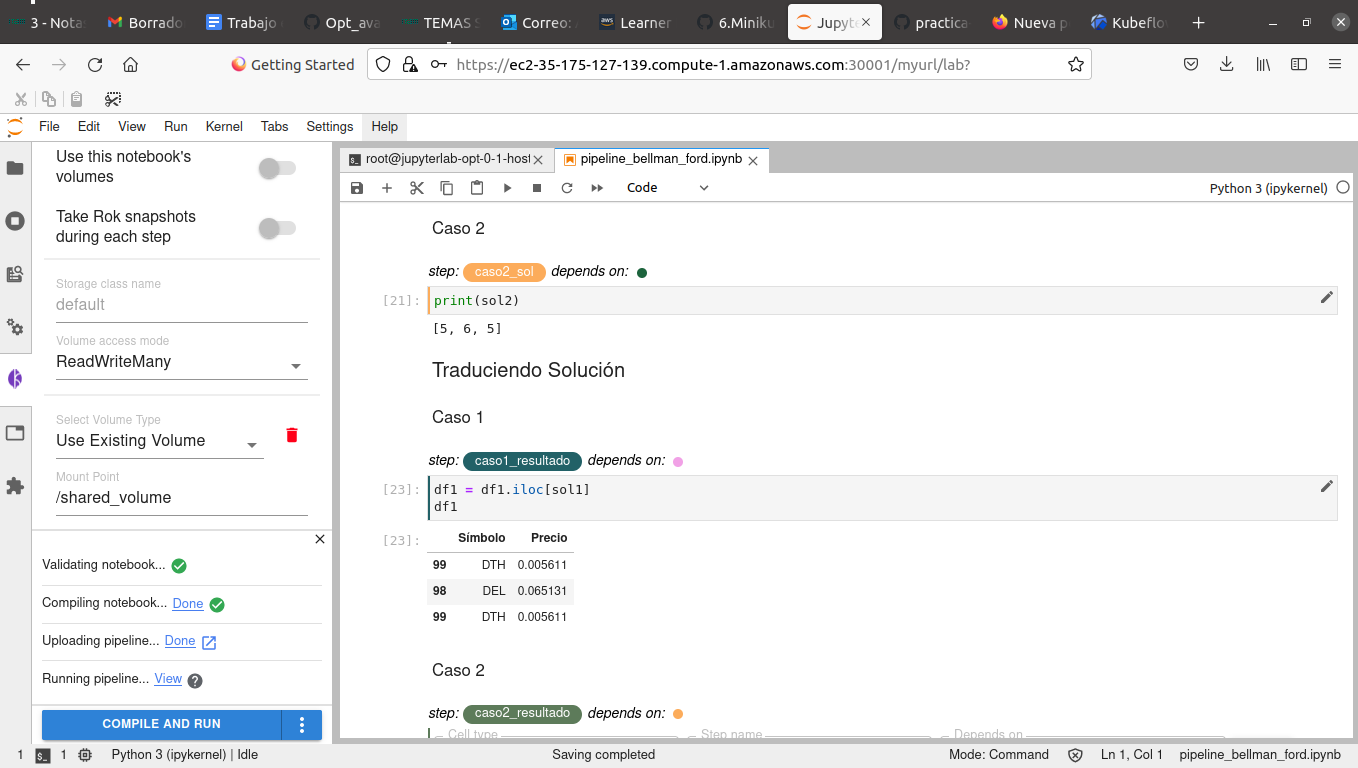 3 - Nota
Borrado
Trabajo
Opt_ava
TEMAS S
Correo:
aws Learner
6.Miniku
Jupyte
practica
Nueva p
Kubeflo
Getting Started
https://ec2-35-175-127-139.compute-1.amazonaws.com:30001/myurl/lab?
File Edit View Run Kernel Tabs Settings Help
Use this notebook's
volumes
Take Rok snapshots
during each step
Storage class name
default
Volume access mode
ReadWriteMany
Select Volume Type
Use Existing Volume
Mount Point
/shared_volume
Validating notebook...
Compiling notebook... Done
Uploading pipeline... Done
Running pipeline... View
COMPILE AND RUN
root@jupyterlab-opt-0-1-host
pipeline_bellman_ford.ipynb
Code
Python 3 (ipykernel)
Caso 2
step: caso2_sol depends on:
[21]: print(sol2)
[5, 6, 5]
Traduciendo Solución
Caso 1
step: caso1_resultado depends on:
[23]: df1 = df1.iloc[sol1]
df1
[23]: Símbolo Precio
99 DTH 0.005611
98 DEL 0.065131
99 DTH 0.005611
Caso 2
step: caso2_resultado depends on:
Cell type Step name Depends on
1 1 Python 3 (ipykernel) | Idle Saving completed Mode: Command Ln 1, Col 1 pipeline_bellman_ford.ipynb